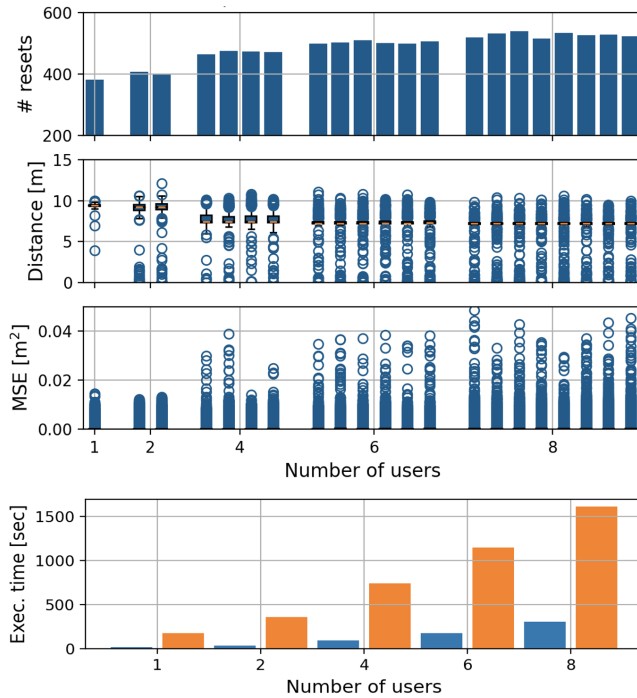 # resets
600
400
200
Distance [m]
15
10
5
0
MSE [m²]
0.04
0.02
0.00
1 2 4 6 8
Number of users
Exec. time [sec]
1500
1000
500
0
1 2 4 6 8
Number of users